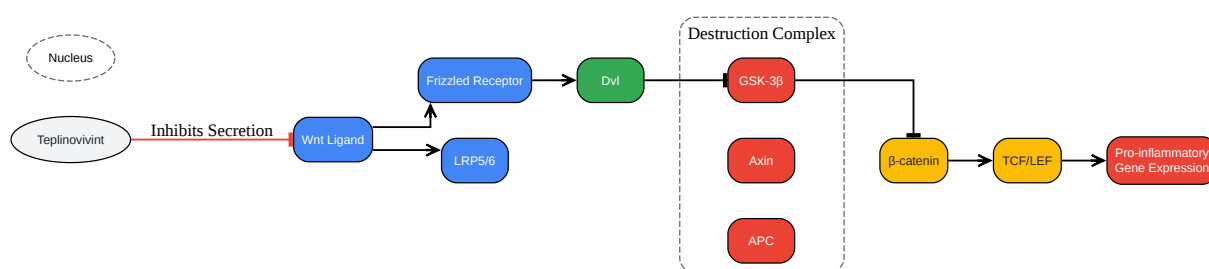 Destruction Complex
Nucleus
Frizzled Receptor
Dvl
GSK-3β
Teplinovivint
Inhibits Secretion
Wnt Ligand
LRP5/6
Axin
β-catenin
TCF/LEF
Pro-inflammatory
Gene Expression
APC